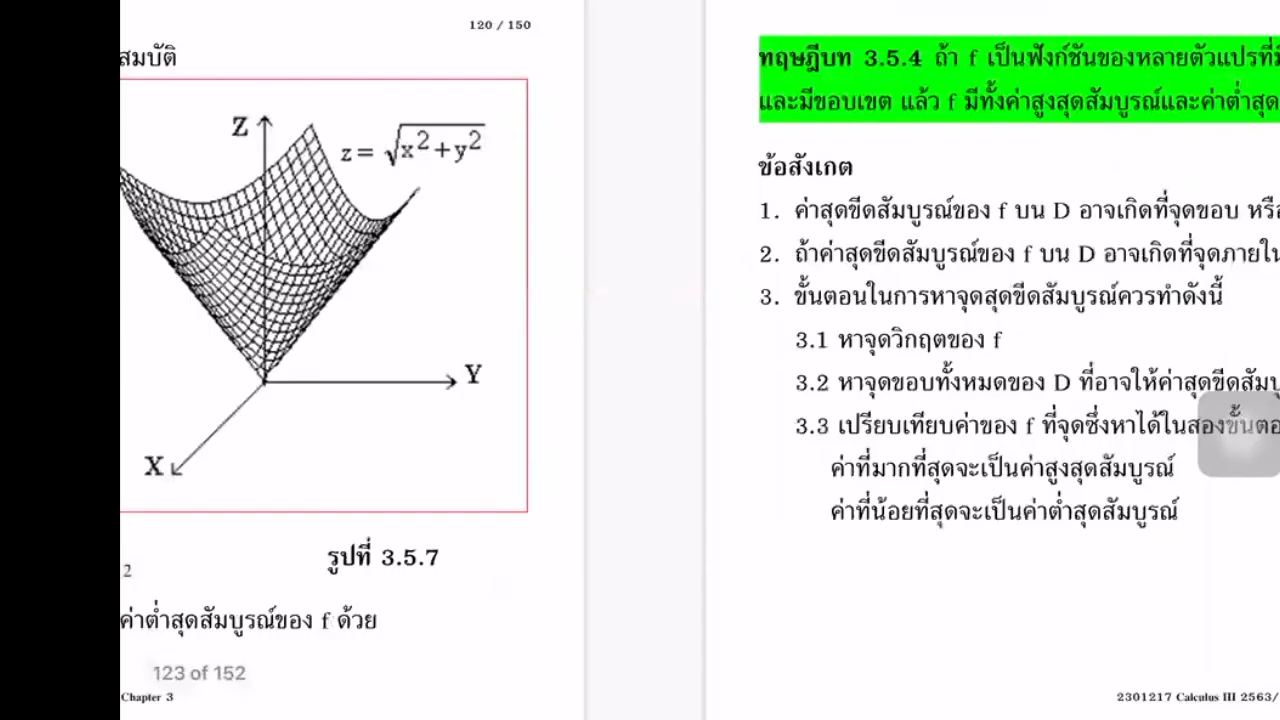 120 / 150
สมบัติ
Z
z = √x²+y²
Y
X
รูปที่ 3.5.7
2
ค่าต่ำสุดสัมบูรณ์ของ f ด้วย
123 of 152
Chapter 3
ทฤษฎีบท 3.5.4 ถ้า f เป็นฟังก์ชันของหลายตัวแปรที่
และมีขอบเขต แล้ว f มีทั้งค่าสูงสุดสัมบูรณ์และค่าต่ำสุด
ข้อสังเกต
1. ค่าสุดขีดสัมบูรณ์ของ f บน D อาจเกิดที่จุดขอบ หรือ
2. ถ้าค่าสุดขีดสัมบูรณ์ของ f บน D อาจเกิดที่จุดภายใน
3. ขั้นตอนในการหาจุดสุดขีดสัมบูรณ์ควรทำดังนี้
3.1 หาจุดวิกฤตของ f
3.2 หาจุดขอบทั้งหมดของ D ที่อาจให้ค่าสุดขีดสัมบู
3.3 เปรียบเทียบค่าของ f ที่จุดซึ่งหาได้ในสองขั้นตอ
ค่าที่มากที่สุดจะเป็นค่าสูงสุดสัมบูรณ์
ค่าที่น้อยที่สุดจะเป็นค่าต่ำสุดสัมบูรณ์
2301217 Calculus III 2563/